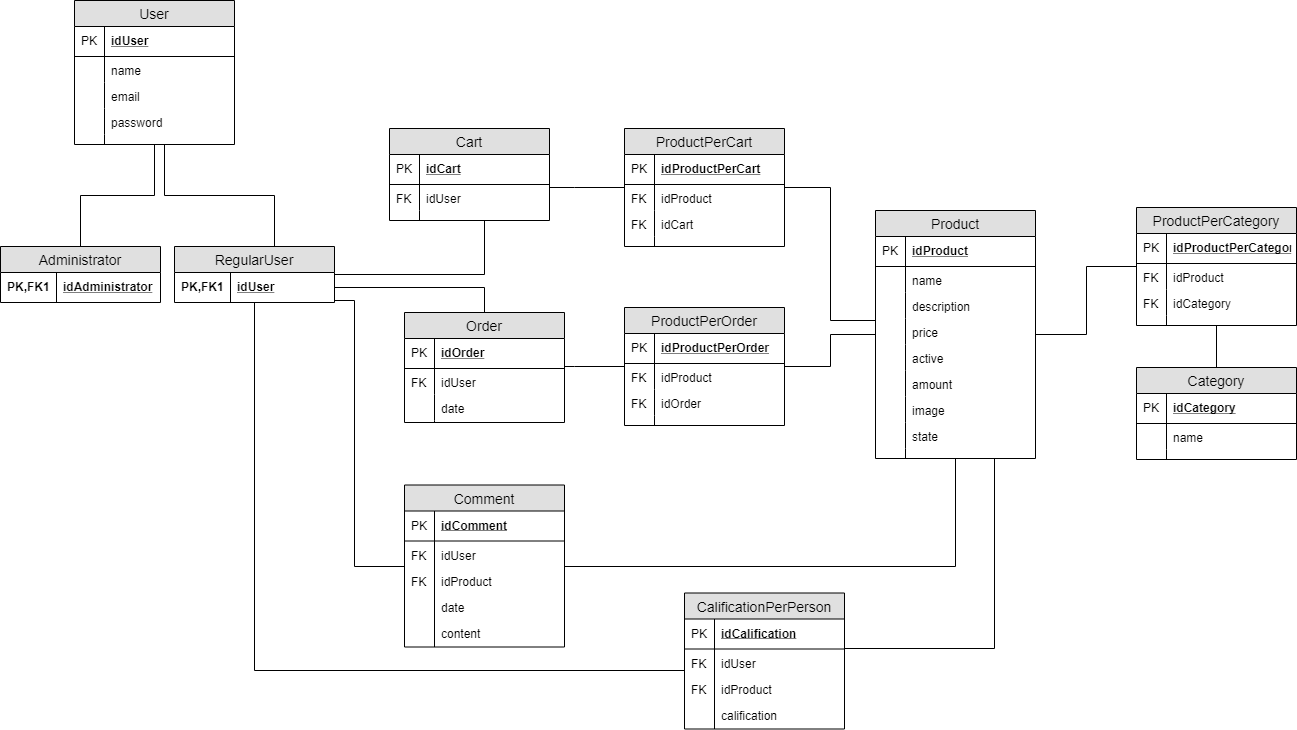 User
PK idUser
name
email
password
Administrator
PK,FK1 idAdministrator
RegularUser
PK,FK1 idUser
Cart
PK idCart
FK idUser
ProductPerCart
PK idProductPerCart
FK idProduct
FK idCart
Order
PK idOrder
FK idUser
date
ProductPerOrder
PK idProductPerOrder
FK idProduct
FK idOrder
Product
PK idProduct
name
description
price
active
amount
image
state
ProductPerCategory
PK idProductPerCategor
FK idProduct
FK idCategory
Category
PK idCategory
name
Comment
PK idComment
FK idUser
FK idProduct
date
content
CalificationPerPerson
PK idCalification
FK idUser
FK idProduct
calification